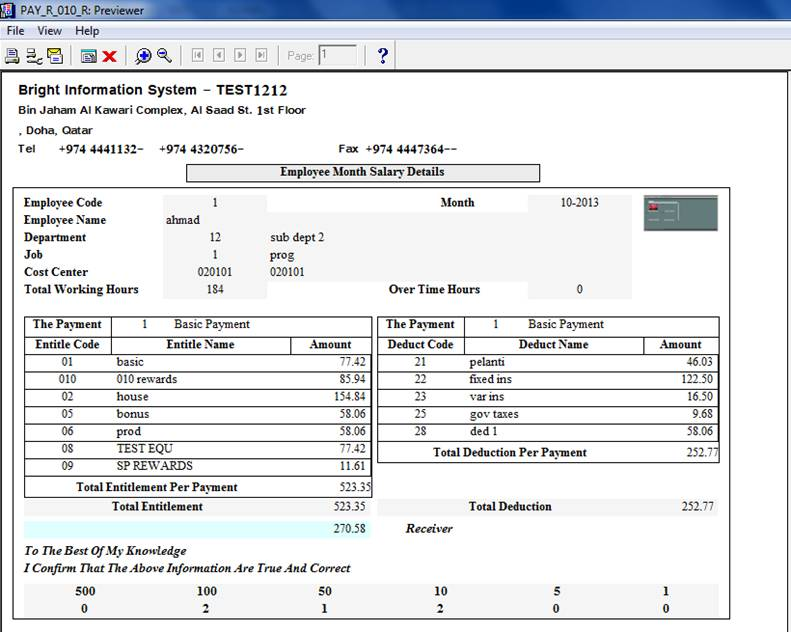 PAY_R_010_R: Previewer
File View Help
Page: 1 ?
Bright Information System - TEST1212
Bin Jaham Al Kawari Complex, Al Saad St. 1st Floor
, Doha, Qatar
Tel +974 4441132- +974 4320756- Fax +974 4447364--
Employee Month Salary Details
Employee Code 1 Month 10-2013
Employee Name ahmad
Department 12 sub dept 2
Job 1 prog
Cost Center 020101 020101
Total Working Hours 184 Over Time Hours 0
The Payment 1 Basic Payment The Payment 1 Basic Payment
Entitle Code Entitle Name Amount Deduct Code Deduct Name Amount
01 basic 77.42 21 pelanti 46.03
010 010 rewards 85.94 22 fixed ins 122.50
02 house 154.84 23 var ins 16.50
05 bonus 58.06 25 gov taxes 9.68
06 prod 58.06 28 ded 1 58.06
08 TEST EQU 77.42 Total Deduction Per Payment 252.77
09 SP REWARDS 11.61
Total Entitlement Per Payment 523.35
Total Entitlement 523.35 Total Deduction 252.77
270.58 Receiver
To The Best Of My Knowledge
I Confirm That The Above Information Are True And Correct
500 100 50 10 5 1
0 2 1 2 0 0